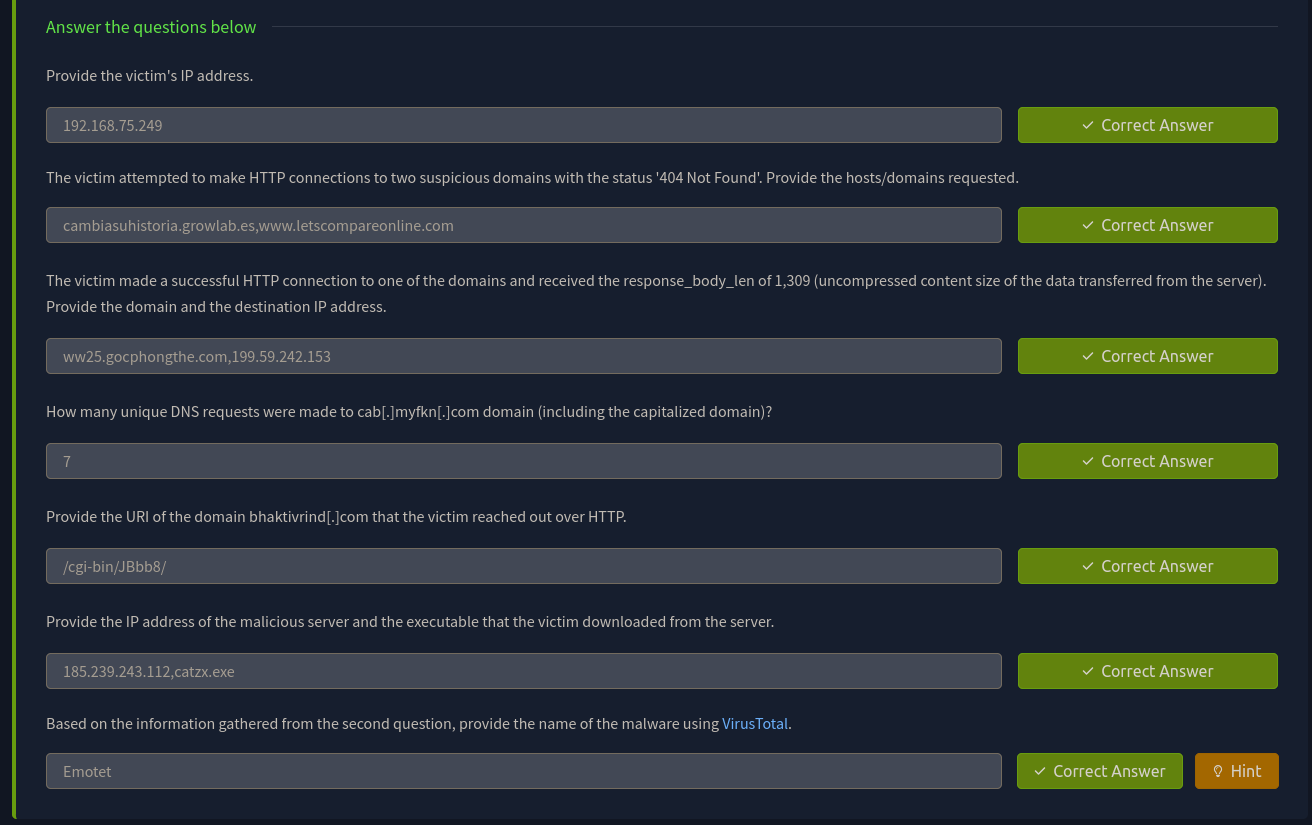 Answer the questions below
Provide the victim's IP address.
192.168.75.249
✓ Correct Answer
The victim attempted to make HTTP connections to two suspicious domains with the status '404 Not Found'. Provide the hosts/domains requested.
cambiasuhistoria.growlab.es,www.letscompareonline.com
✓ Correct Answer
The victim made a successful HTTP connection to one of the domains and received the response_body_len of 1,309 (uncompressed content size of the data transferred from the server).
Provide the domain and the destination IP address.
ww25.gocphongthe.com,199.59.242.153
✓ Correct Answer
How many unique DNS requests were made to cab[.]myfkn[.]com domain (including the capitalized domain)?
7
✓ Correct Answer
Provide the URI of the domain bhaktivrind[.]com that the victim reached out over HTTP.
/cgi-bin/JBbb8/
✓ Correct Answer
Provide the IP address of the malicious server and the executable that the victim downloaded from the server.
185.239.243.112,catzx.exe
✓ Correct Answer
Based on the information gathered from the second question, provide the name of the malware using VirusTotal.
Emotet
✓ Correct Answer
Hint